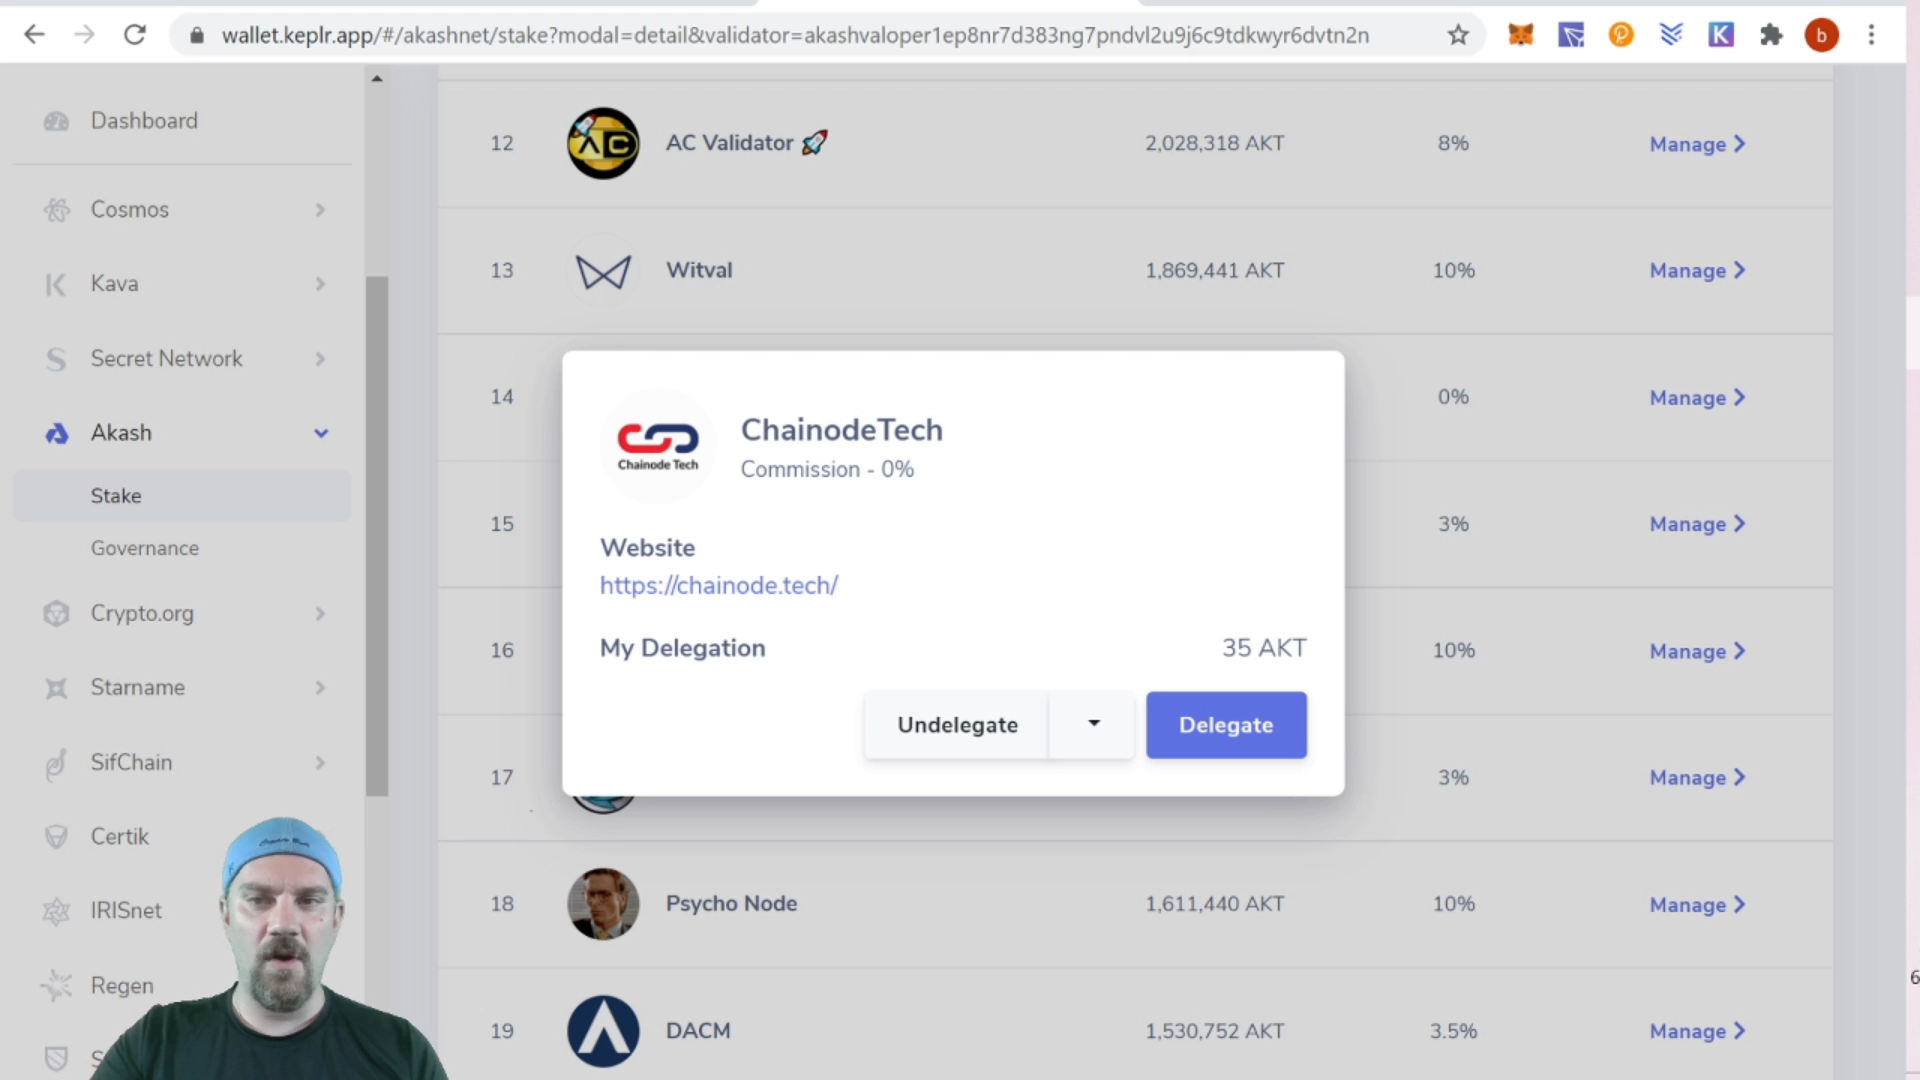 wallet.keplr.app/#/akashnet/stake?modal=detail&validator=akashvaloper1ep8nr7d383ng7pndvl2u9j6c9tdkwyr6dvtn2n
b
Dashboard
Cosmos
Kava
Secret Network
Akash
Stake
Governance
Crypto.org
Starname
SifChain
Certik
IRISnet
Regen
12 AC Validator 🚀 2,028,318 AKT 8% Manage
13 Witval 1,869,441 AKT 10% Manage
14 0% Manage
15 3% Manage
16 10% Manage
17 3% Manage
18 Psycho Node 1,611,440 AKT 10% Manage
19 DACM 1,530,752 AKT 3.5% Manage
Chainode Tech
ChainodeTech
Commission - 0%
Website
https://chainode.tech/
My Delegation 35 AKT
Undelegate Delegate